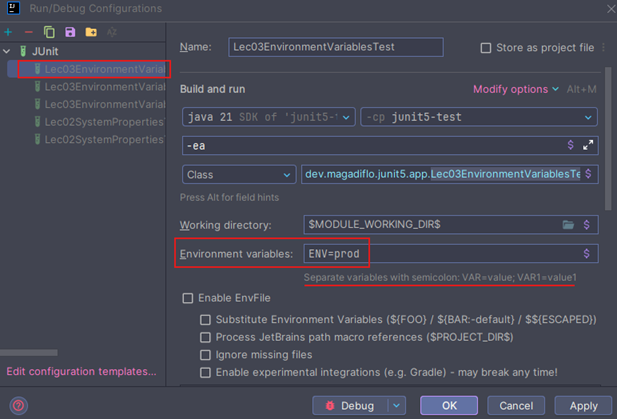 Run/Debug Configurations
JUnit
Lec03EnvironmentVarial
Lec03EnvironmentVarial
Lec03EnvironmentVarial
Lec02SystemProperties
Lec02SystemProperties
Edit configuration templates...
Name: Lec03EnvironmentVariablesTest Store as project file
Build and run Modify options Alt+M
java 21 SDK of 'junit5-t -cp junit5-test
-ea
Class dev.magadiflo.junit5.app.Lec03EnvironmentVariablesTe
Press Alt for field hints
Working directory: $MODULE_WORKING_DIR$
Environment variables: ENV=prod
Separate variables with semicolon: VAR=value; VAR1=value1
Enable EnvFile
Substitute Environment Variables (${FOO} / ${BAR:-default} / $${ESCAPED})
Process JetBrains path macro references ($PROJECT_DIR$)
Ignore missing files
Enable experimental integrations (e.g. Gradle) - may break any time!
? Debug OK Cancel Apply